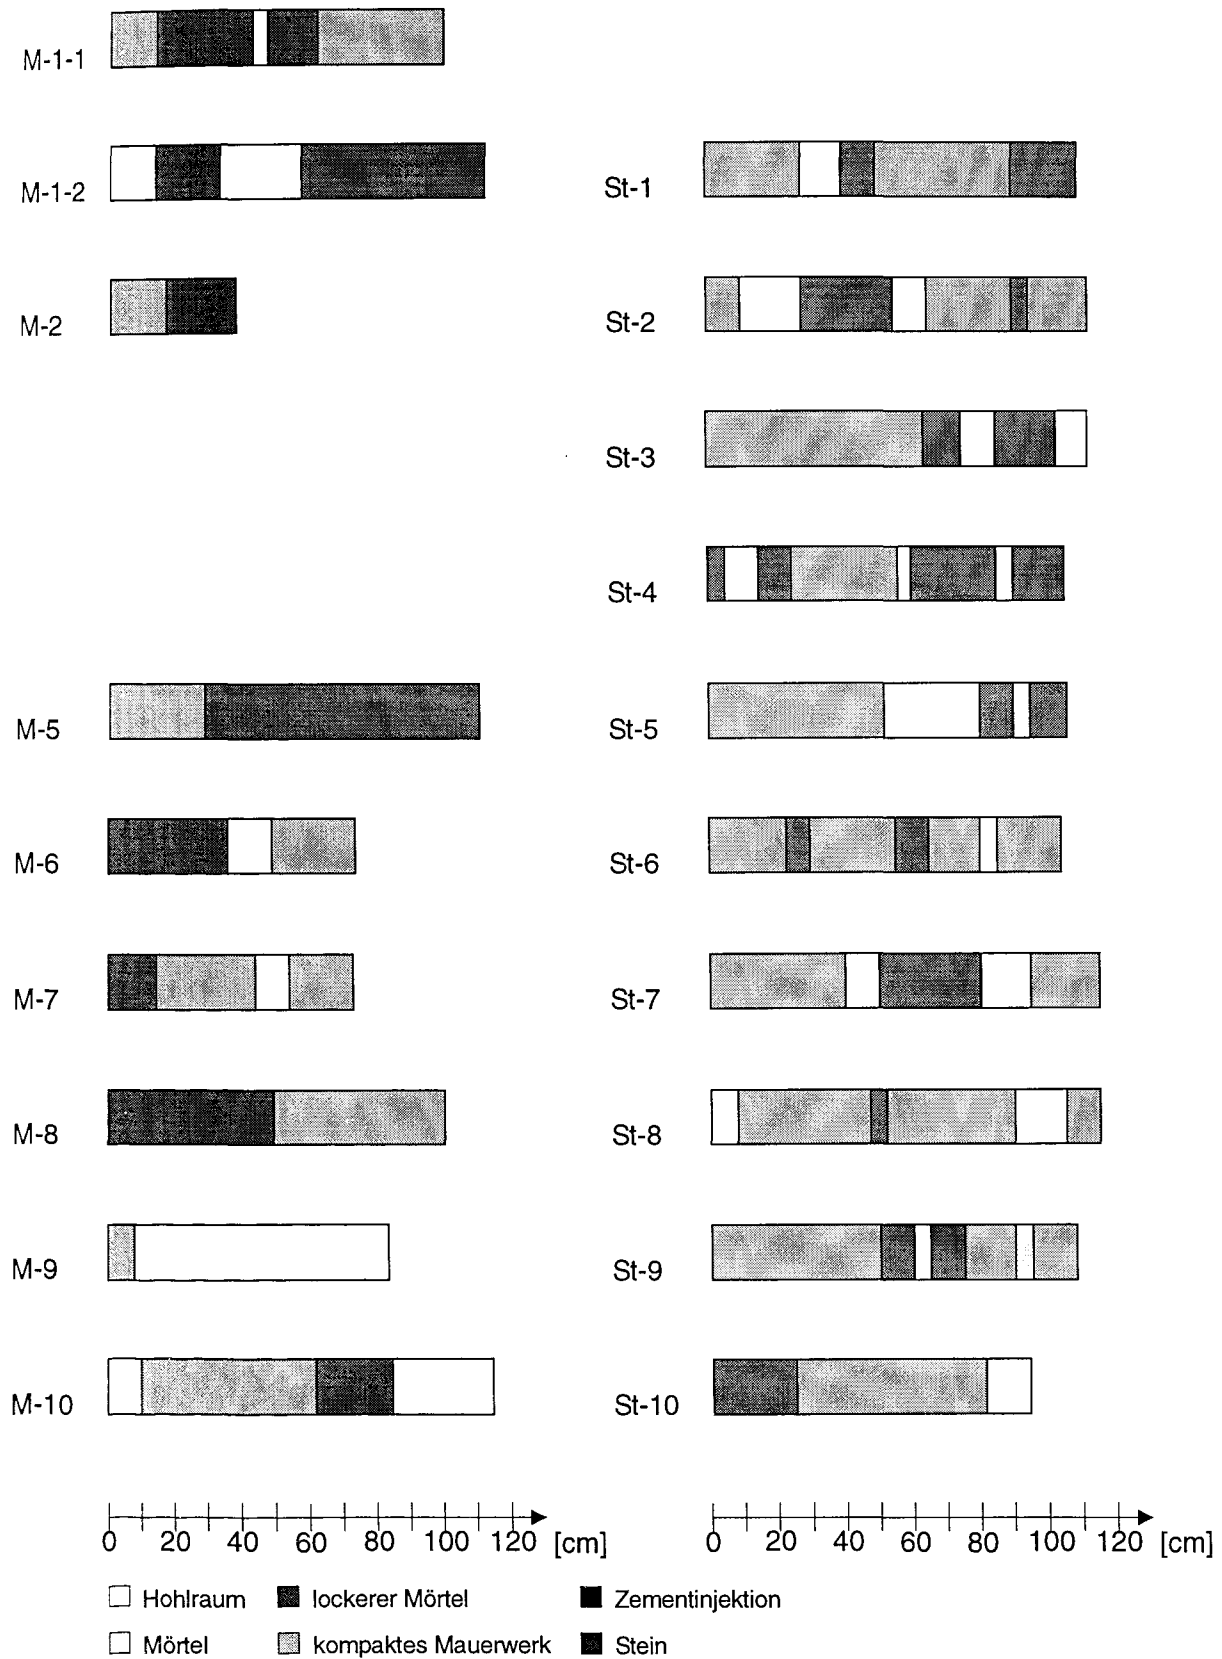 M-1-1
M-1-2 St-1
M-2 St-2
St-3
St-4
M-5 St-5
M-6 St-6
M-7 St-7
M-8 St-8
M-9 St-9
M-10 St-10
0 20 40 60 80 100 120 [cm] 0 20 40 60 80 100 120 [cm]
Hohlraum lockerer Mörtel Zementinjektion
Mörtel kompaktes Mauerwerk Stein